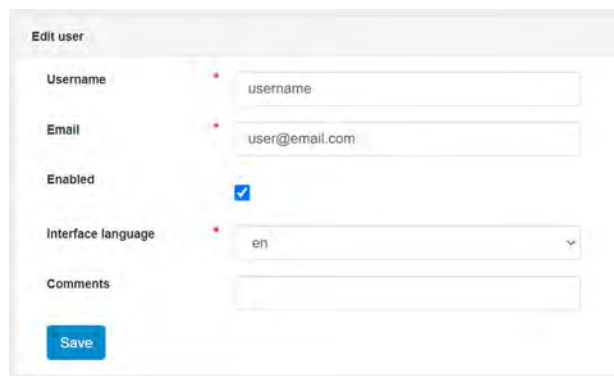 Edit user
Username * username
Email * user@email.com
Enabled
Interface language * en
Comments
Save